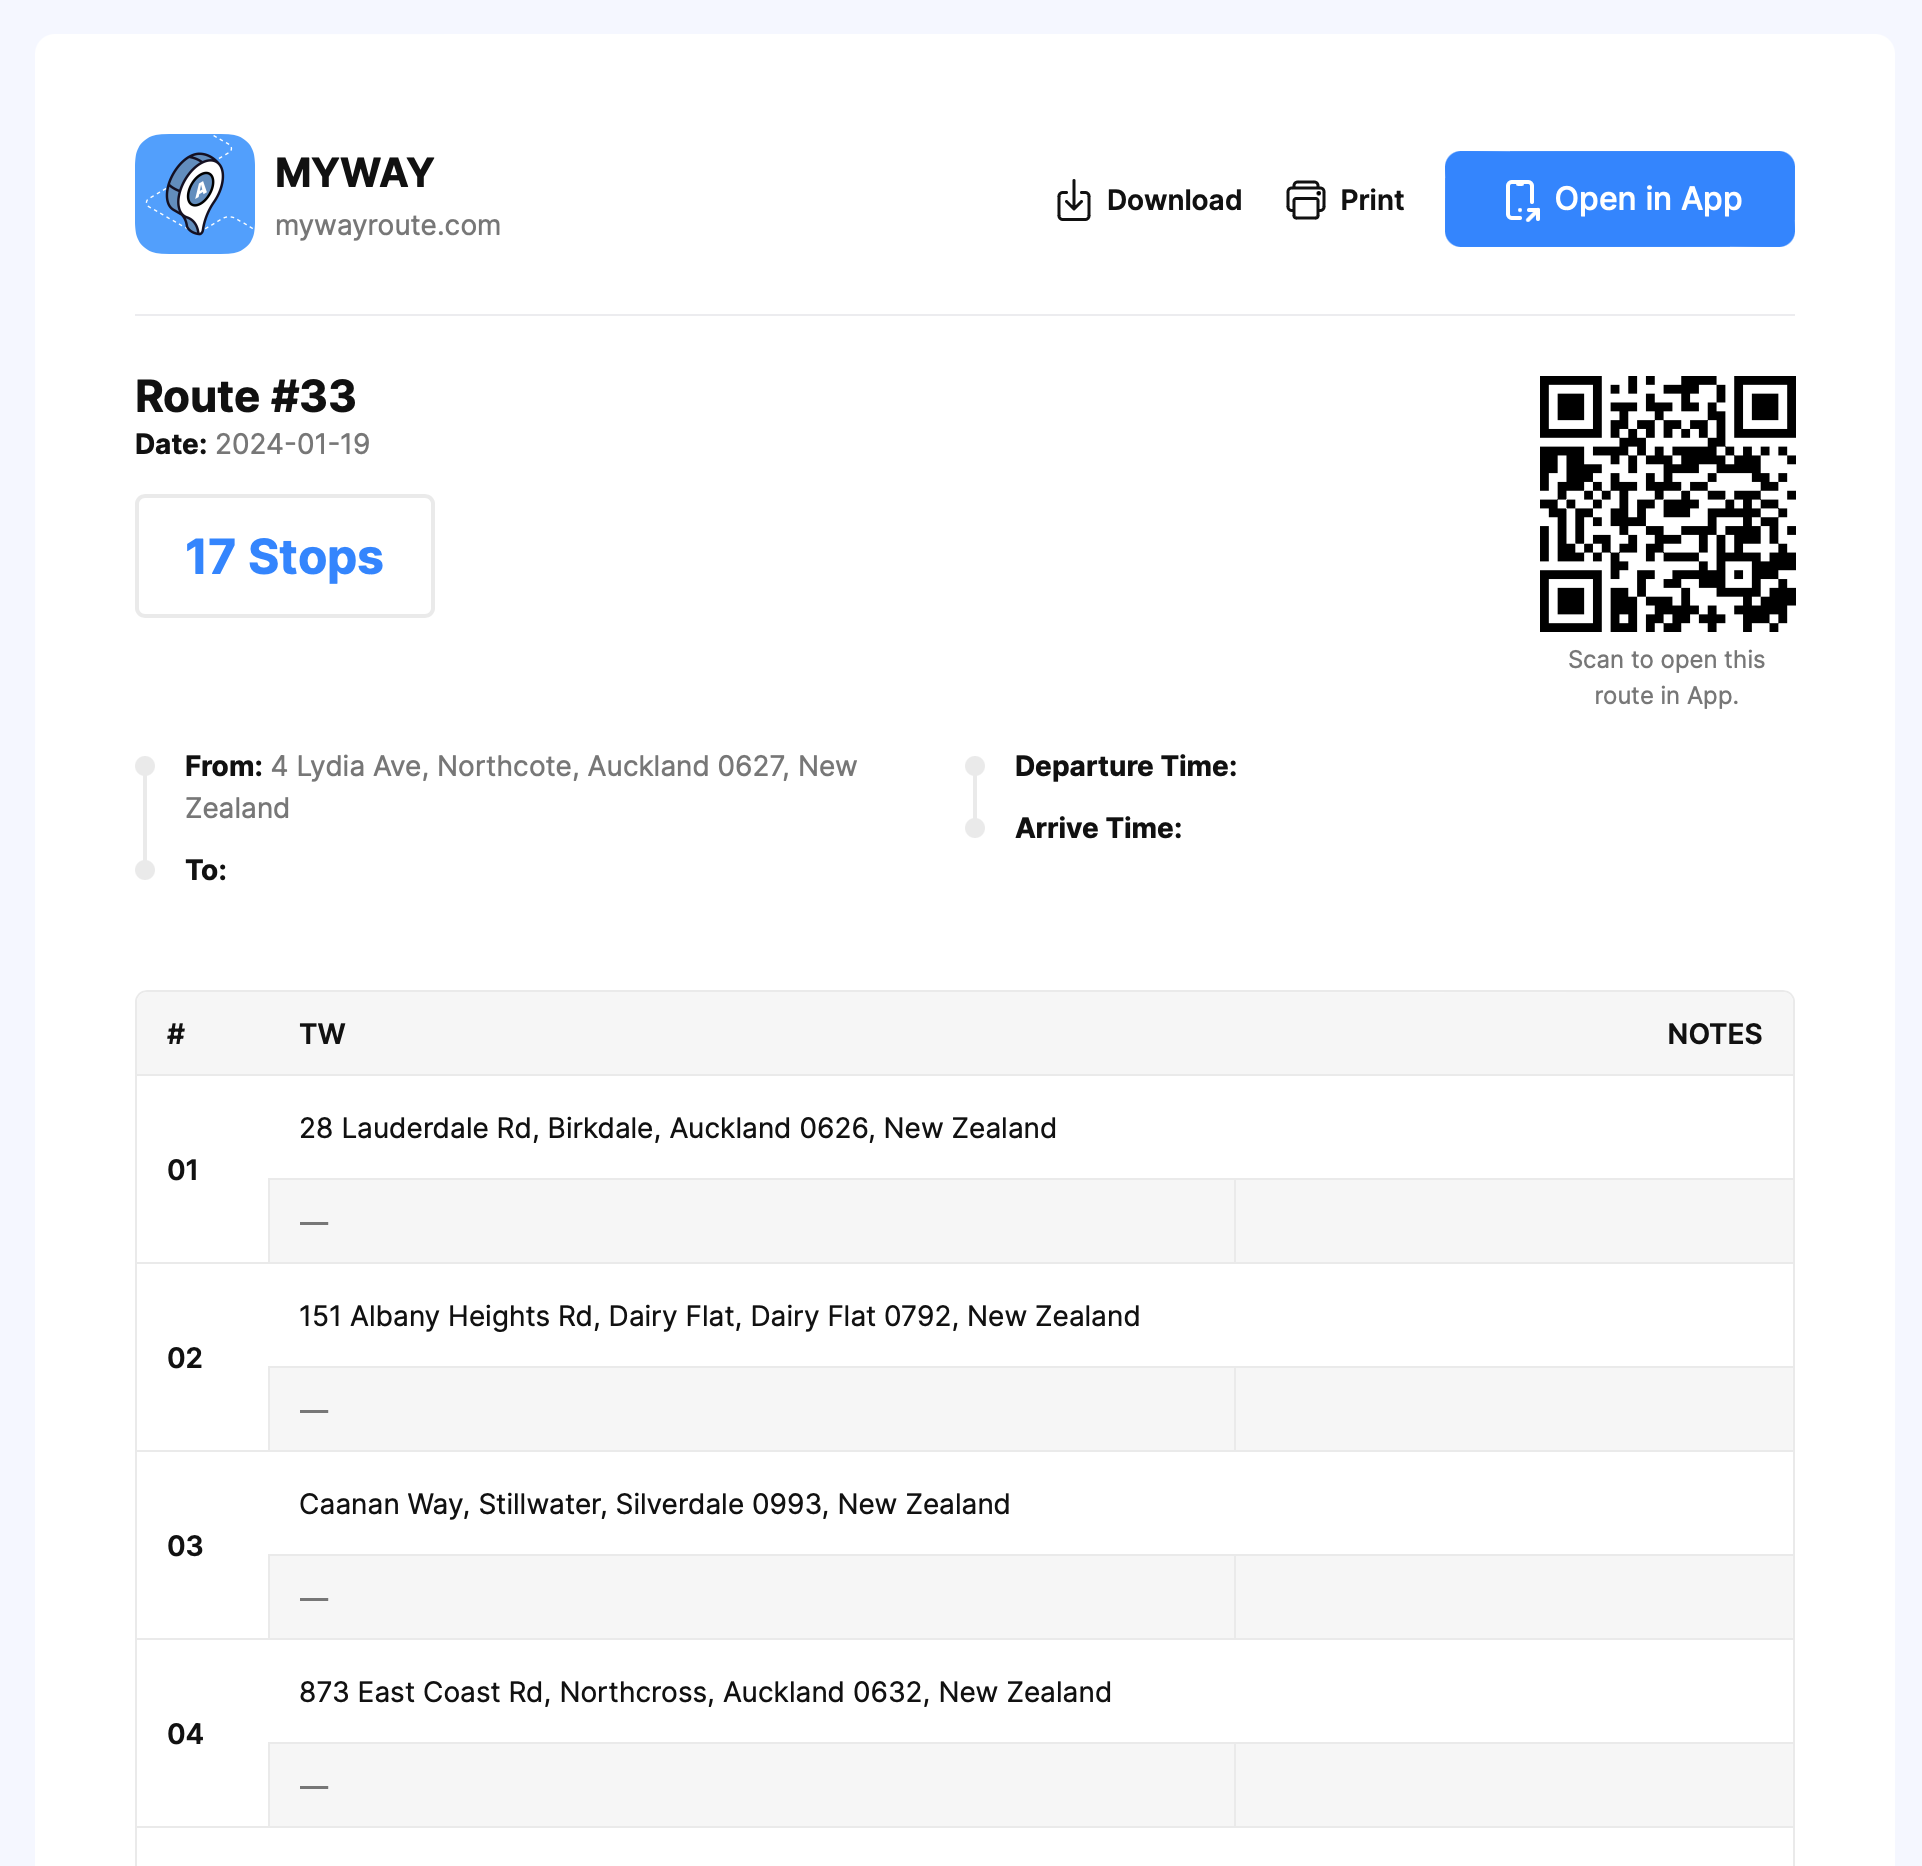 MYWAY
mywayroute.com
Download
Print
Open in App
Route #33
Date: 2024-01-19
17 Stops
Scan to open this
route in App.
From: 4 Lydia Ave, Northcote, Auckland 0627, New
Zealand
To:
Departure Time:
Arrive Time:
# TW NOTES
01
28 Lauderdale Rd, Birkdale, Auckland 0626, New Zealand
—
02
151 Albany Heights Rd, Dairy Flat, Dairy Flat 0792, New Zealand
—
03
Caanan Way, Stillwater, Silverdale 0993, New Zealand
—
04
873 East Coast Rd, Northcross, Auckland 0632, New Zealand
—